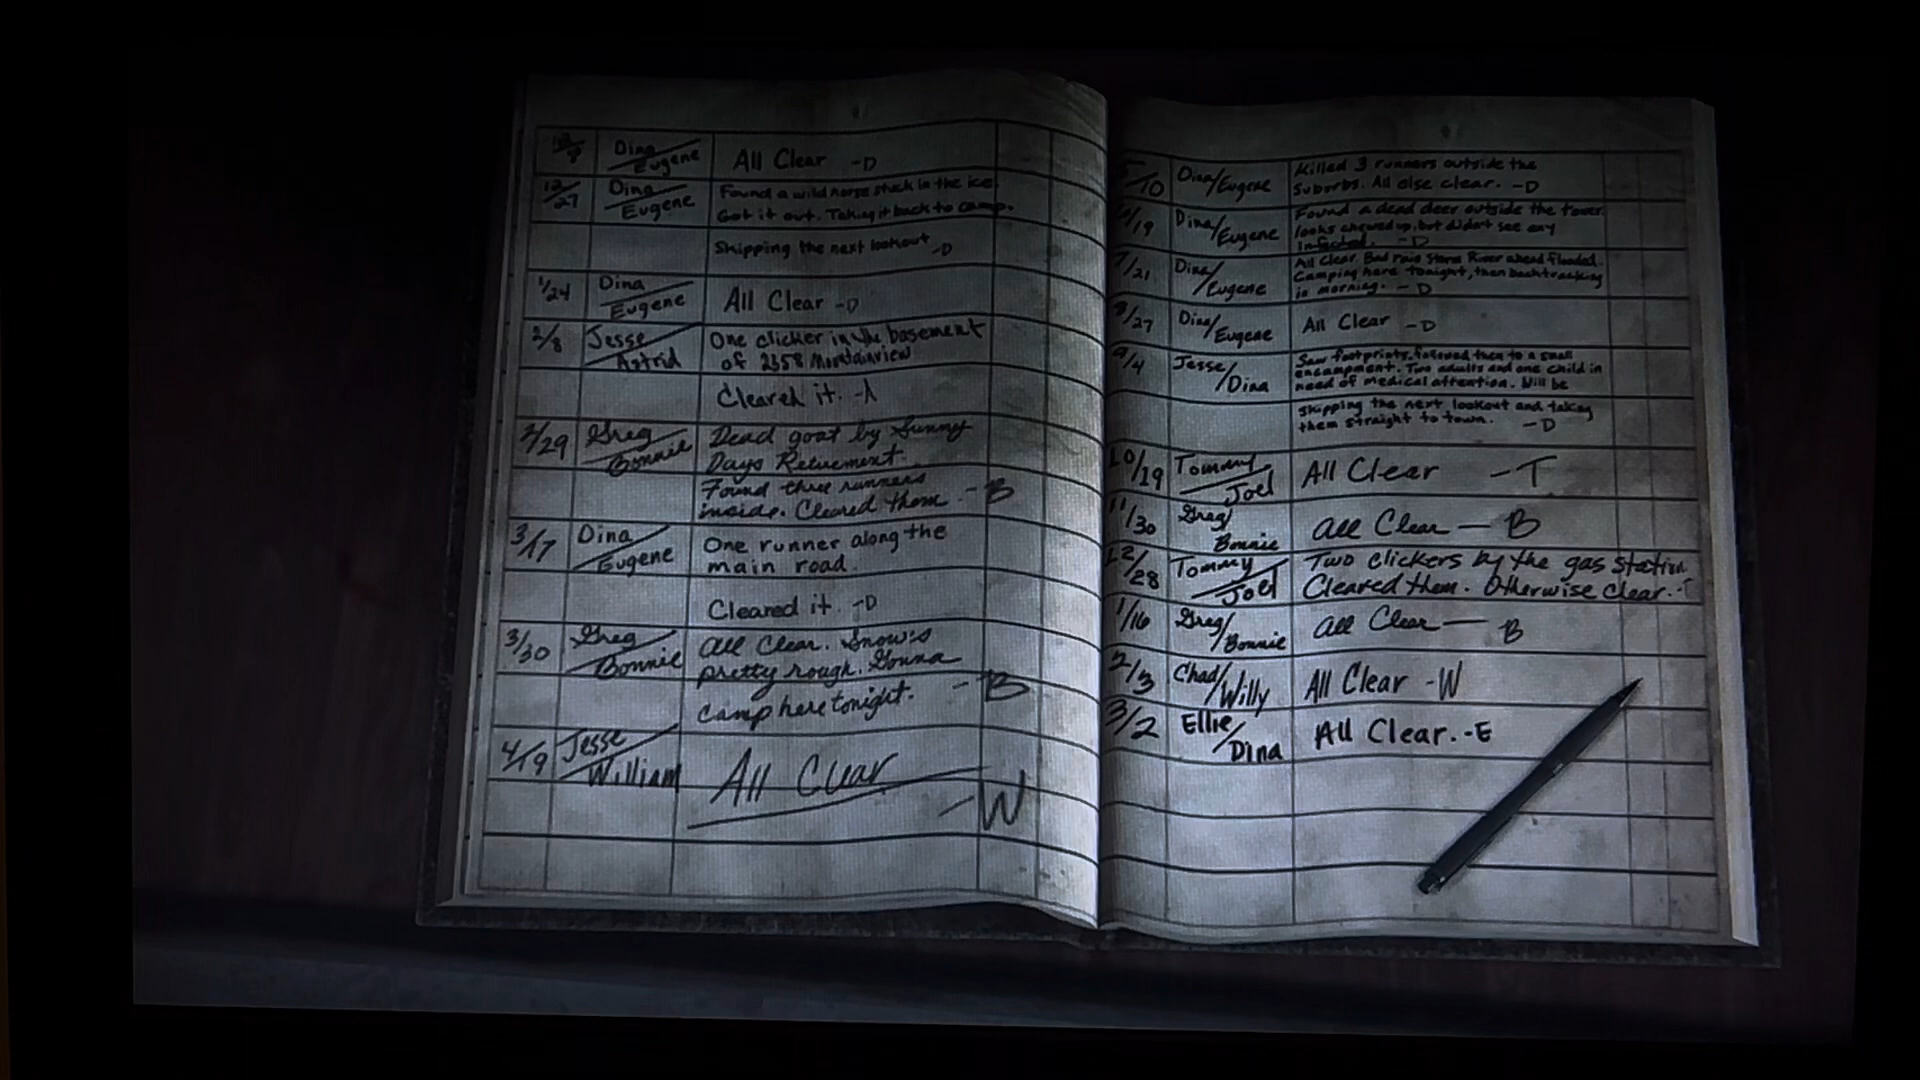 Dina/
Eugene
All Clear -D
12/27
Dina/
Eugene
Found a wild horse stuck in the ice.
Got it out. Taking it back to camp.
Skipping the next lookout -D
1/24
Dina/
Eugene
All Clear -D
2/8
Jesse/
Astrid
One clicker in the basement
of 2358 Mountainview
Cleared it. -A
2/29
Greg/
Bonnie
Dead goat by Sunny
Days Retirement
Found three runners
inside. Cleared them. -B
3/17
Dina/
Eugene
One runner along the
main road.
Cleared it. -D
3/30
Greg/
Bonnie
All Clear. Snow's
pretty rough. Gonna
camp here tonight. -B
4/19
Jesse/
William
All Clear
-W
/10
Dina/Eugene
Killed 3 runners outside the
Suburbs. All else clear. -D
/19
Dina/
Eugene
Found a dead deer outside the tower.
looks chewed up, but didn't see any
infected. -D
7/21
Dina/
Eugene
All Clear. Bad rain storm River ahead flooded.
Camping here tonight, then backtracking
in morning. -D
8/27
Dina/
Eugene
All Clear -D
9/4
Jesse/
Dina
Saw footprints, followed them to a small
encampment. Two adults and one child in
need of medical attention. Will be
skipping the next lookout and taking
them straight to town. -D
10/19
Tommy/
Joel
All Clear -T
11/30
Greg/
Bonnie
All Clear — B
12/28
Tommy/
Joel
Two clickers by the gas station
Cleared them. Otherwise clear. -T
1/16
Greg/
Bonnie
All Clear — B
2/3
Chad/
Willy
All Clear -W
3/2
Ellie/
Dina
All Clear. -E